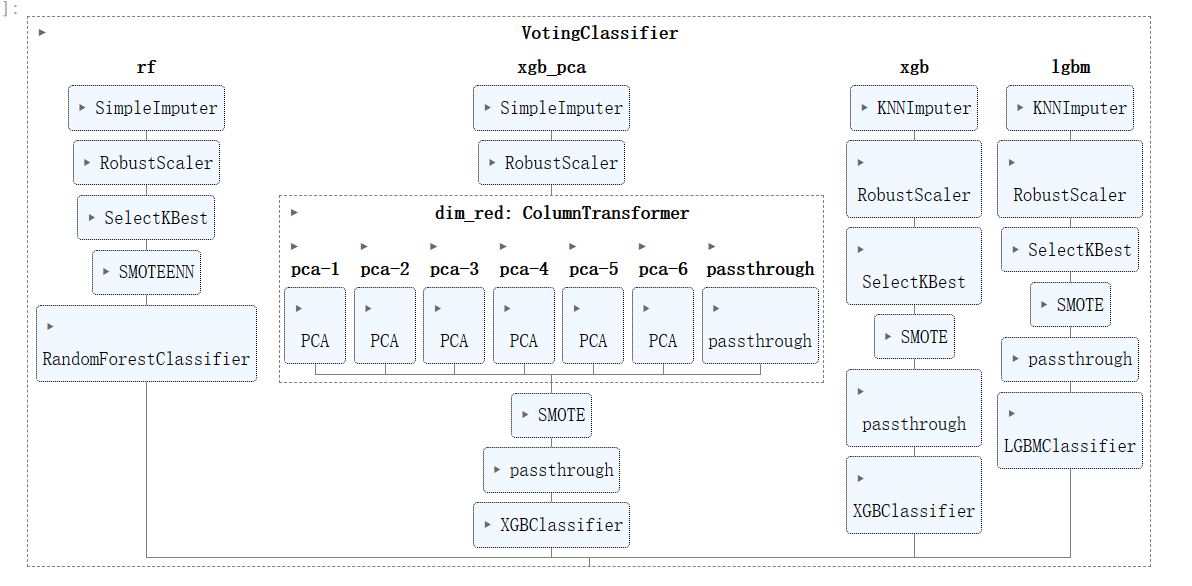 ]:
VotingClassifier
rf
SimpleImputer
RobustScaler
SelectKBest
SMOTEENN
RandomForestClassifier
xgb_pca
SimpleImputer
RobustScaler
dim_red: ColumnTransformer
pca-1 pca-2 pca-3 pca-4 pca-5 pca-6 passthrough
PCA PCA PCA PCA PCA PCA passthrough
SMOTE
passthrough
XGBClassifier
xgb
KNNImputer
RobustScaler
SelectKBest
SMOTE
passthrough
XGBClassifier
lgbm
KNNImputer
RobustScaler
SelectKBest
SMOTE
passthrough
LGBMClassifier